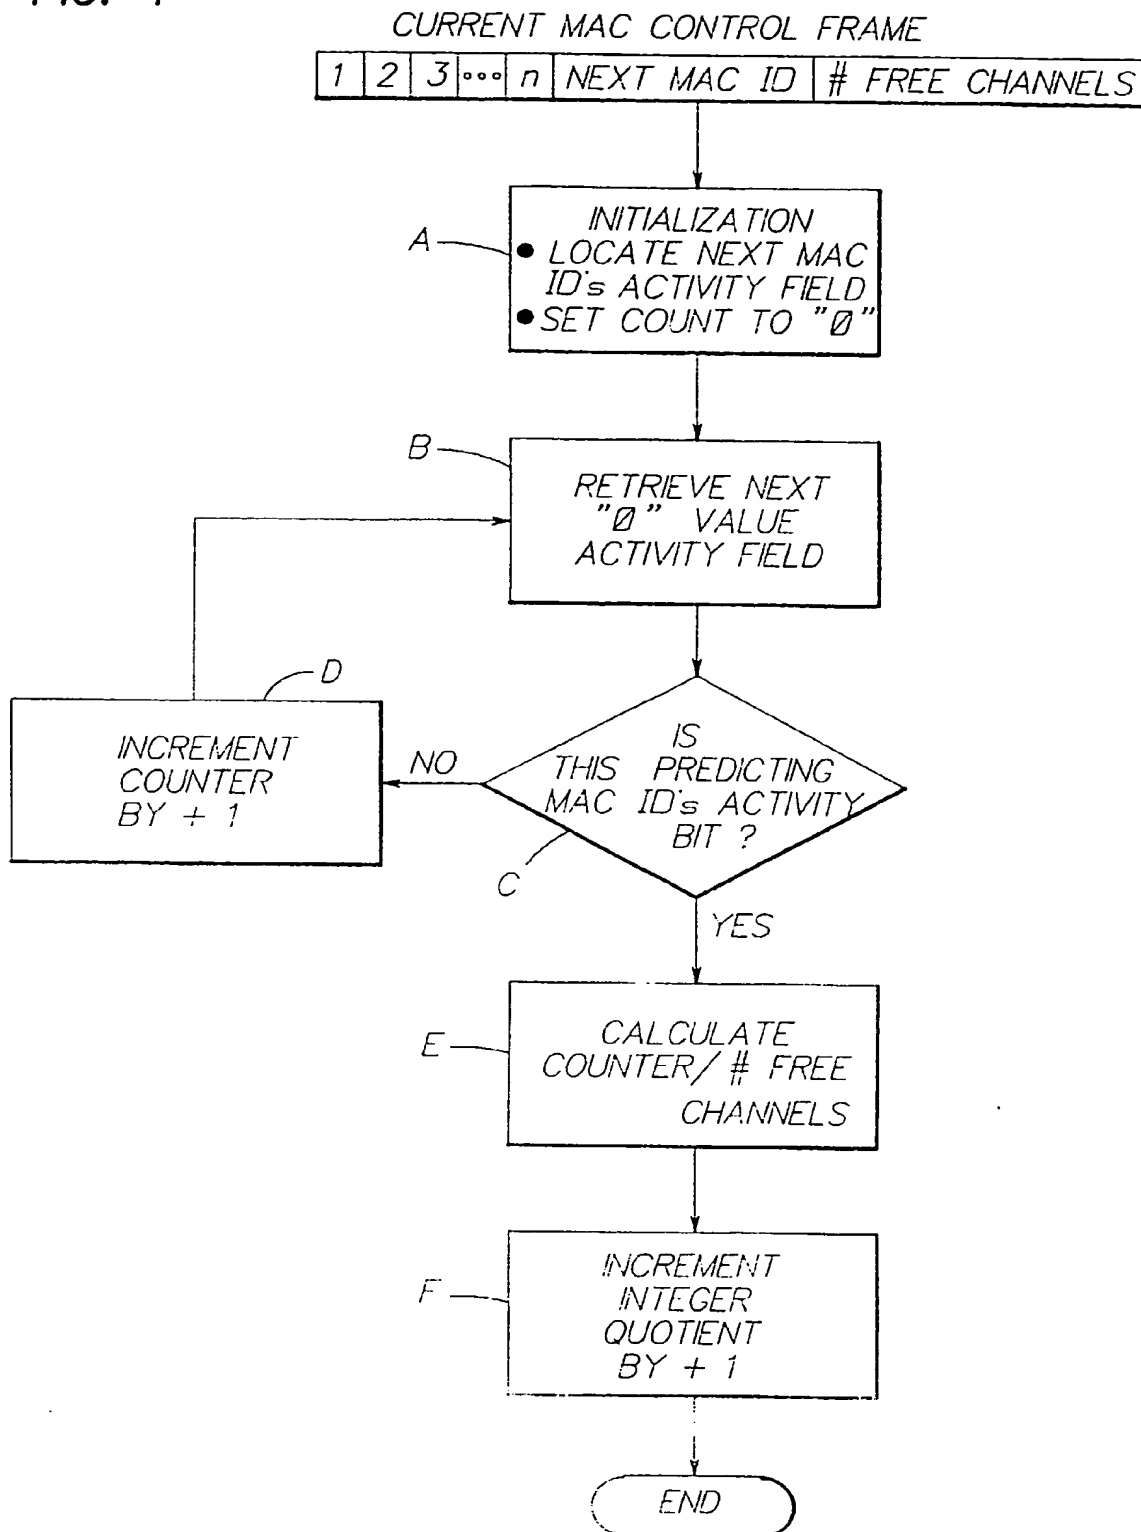 CURRENT MAC CONTROL FRAME
1 2 3 ∘∘∘ n NEXT MAC ID # FREE CHANNELS
A
INITIALIZATION
● LOCATE NEXT MAC
ID's ACTIVITY FIELD
● SET COUNT TO "0"
B
RETRIEVE NEXT
"0" VALUE
ACTIVITY FIELD
D
INCREMENT
COUNTER
BY + 1
NO
IS
THIS PREDICTING
MAC ID's ACTIVITY
BIT ?
C
YES
E
CALCULATE
COUNTER/ # FREE
CHANNELS
F
INCREMENT
INTEGER
QUOTIENT
BY + 1
END